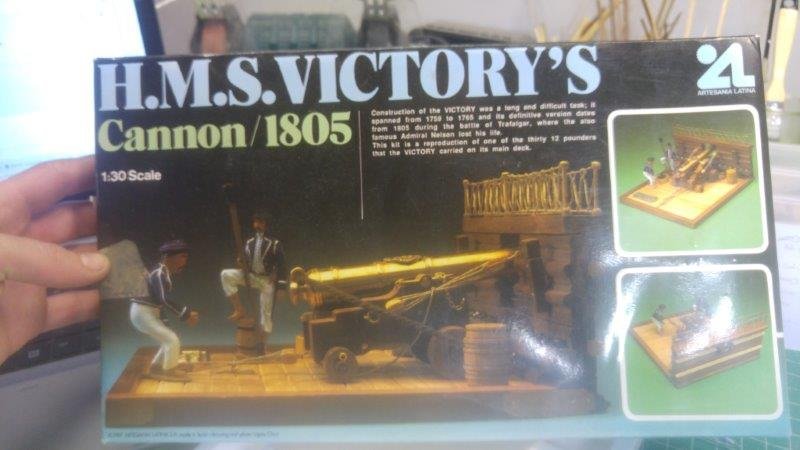 H.M.S.VICTORY'S
Cannon/1805
1:30 Scale
Construction of the VICTORY was a long and difficult task; it
spanned from 1759 to 1765 and its definitive version dates
from 1805 during the battle of Trafalgar, where the also
famous Admiral Nelson lost his life.
This kit is a reproduction of one of the thirty 12 pounders
that the VICTORY carried on its main deck.
ARTESANIA LATINA